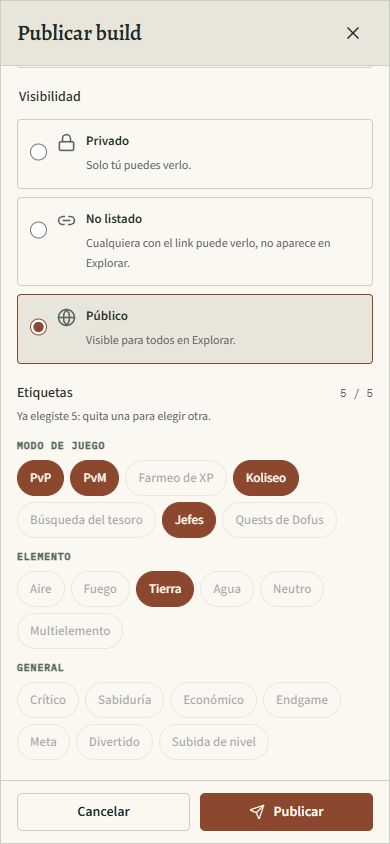 Publicar build
Visibilidad
Privado
Solo tú puedes verlo.
No listado
Cualquiera con el link puede verlo, no aparece en
Explorar.
Público
Visible para todos en Explorar.
Etiquetas 5 / 5
Ya elegiste 5: quita una para elegir otra.
MODO DE JUEGO
PvP PvM Farmeo de XP Koliseo
Búsqueda del tesoro Jefes Quests de Dofus
ELEMENTO
Aire Fuego Tierra Agua Neutro
Multielemento
GENERAL
Crítico Sabiduría Económico Endgame
Meta Divertido Subida de nivel
Cancelar Publicar